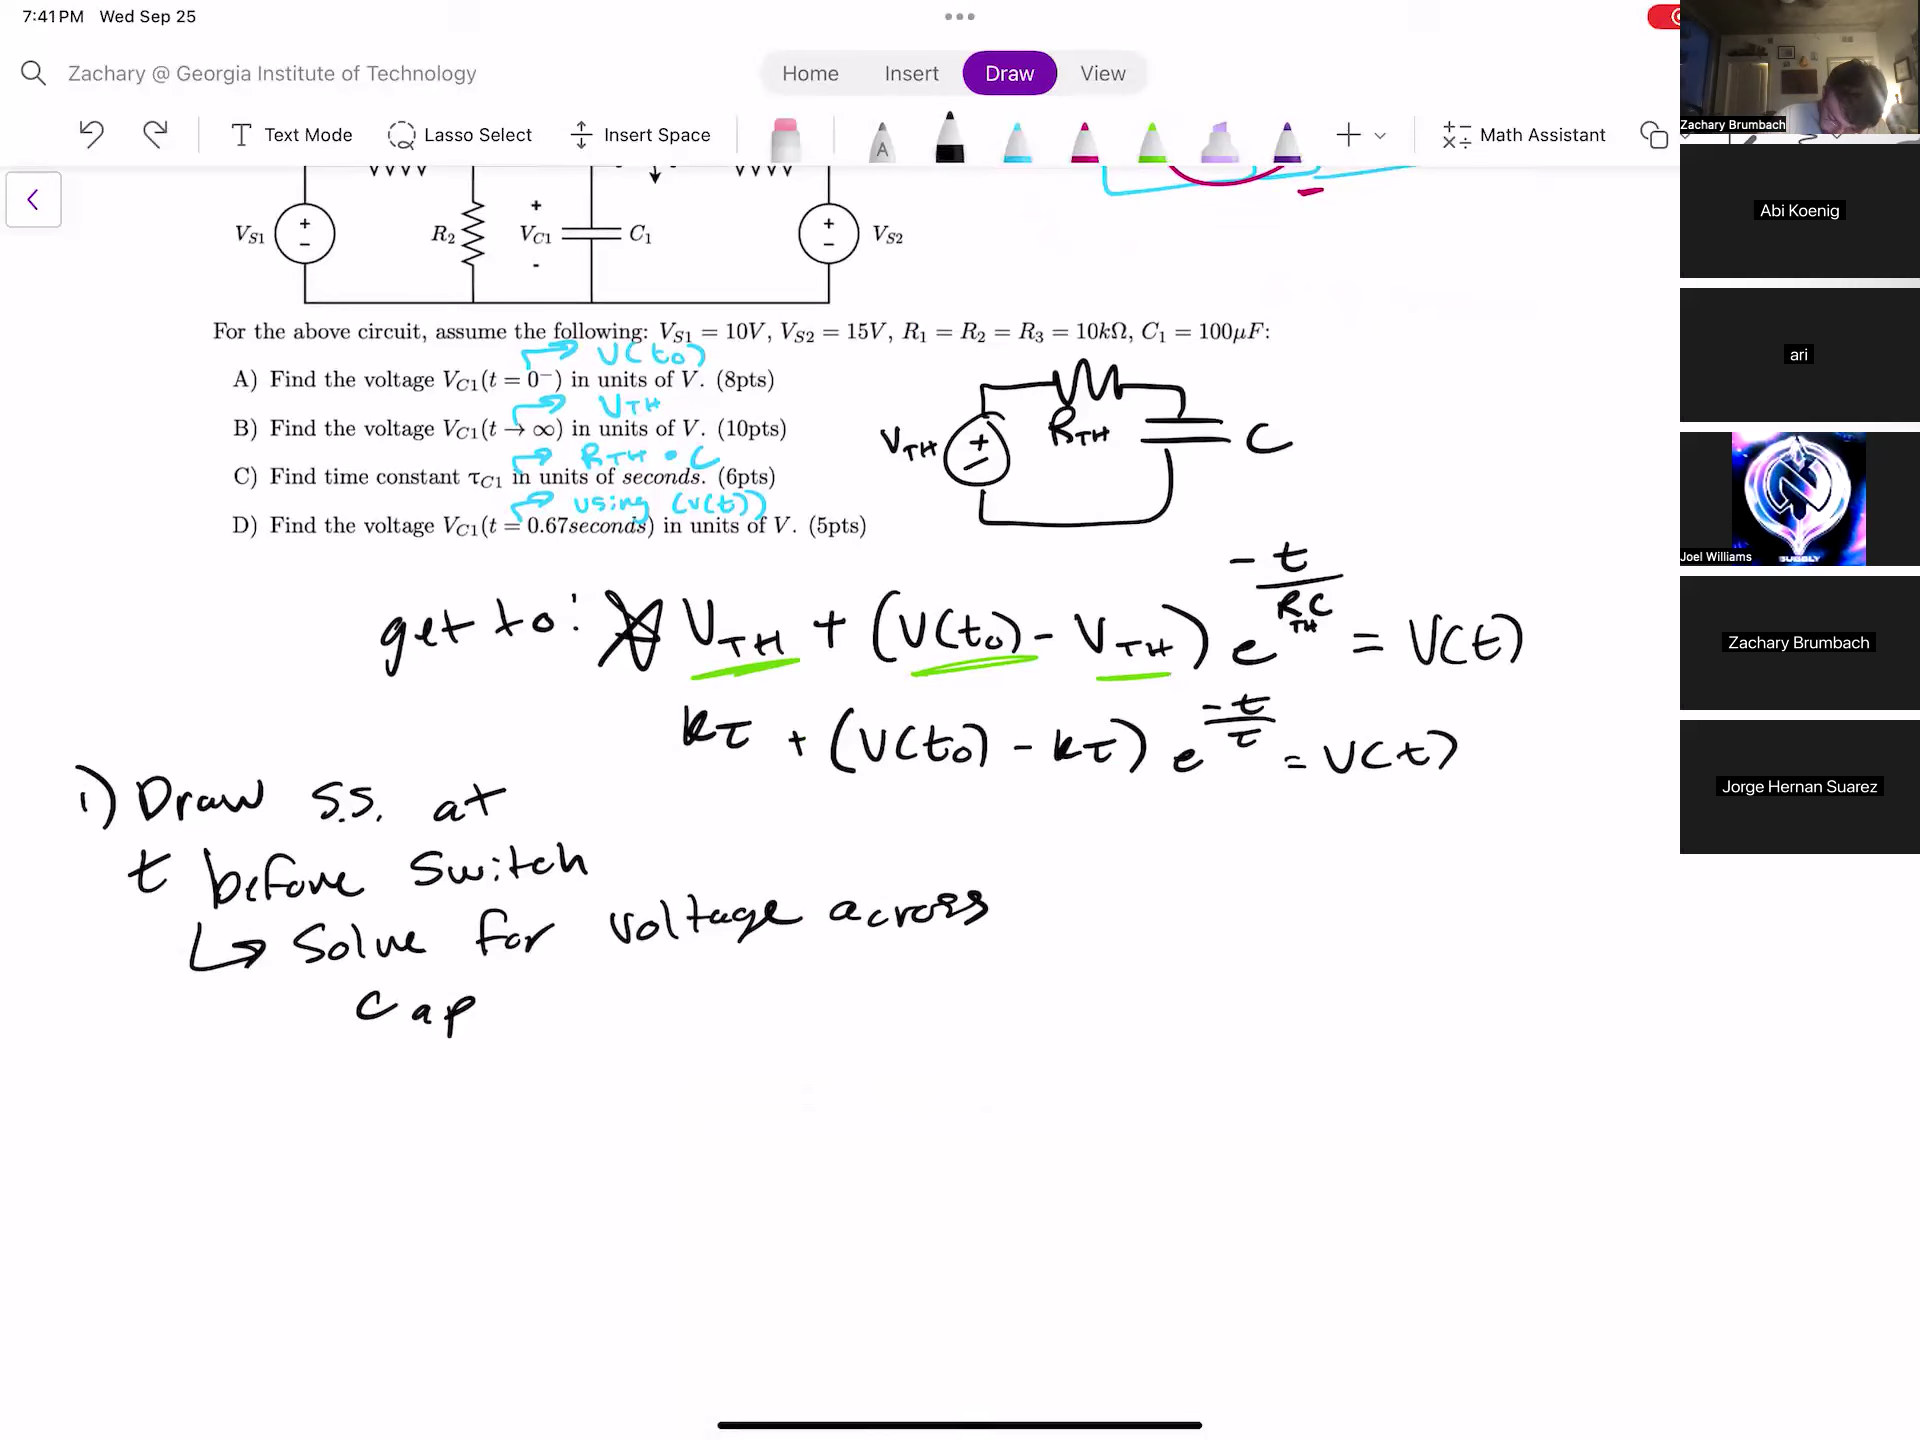 7:41 PM Wed Sep 25
Zachary @ Georgia Institute of Technology
Home Insert Draw View
Text Mode Lasso Select Insert Space Math Assistant
A
Zachary Brumbach
Abi Koenig
ari
Joel Williams
Zachary Brumbach
Jorge Hernan Suarez
VS1 + - R2 + VC1 - C1 + - VS2
For the above circuit, assume the following: VS1 = 10V, VS2 = 15V, R1 = R2 = R3 = 10kΩ, C1 = 100μF:
V(t0)
A) Find the voltage VC1(t = 0⁻) in units of V. (8pts)
VTH
B) Find the voltage VC1(t → ∞) in units of V. (10pts)
RTH • C
C) Find time constant τC1 in units of seconds. (6pts)
using (V(t))
D) Find the voltage VC1(t = 0.67seconds) in units of V. (5pts)
VTH + - RTH C
get to: VTH + (V(t0) - VTH) e^(-t/(RTH C)) = V(t)
kτ + (V(t0) - kτ) e^(-t/τ) = V(t)
1) Draw S.S. at
t before switch
↳ Solve for voltage across
cap